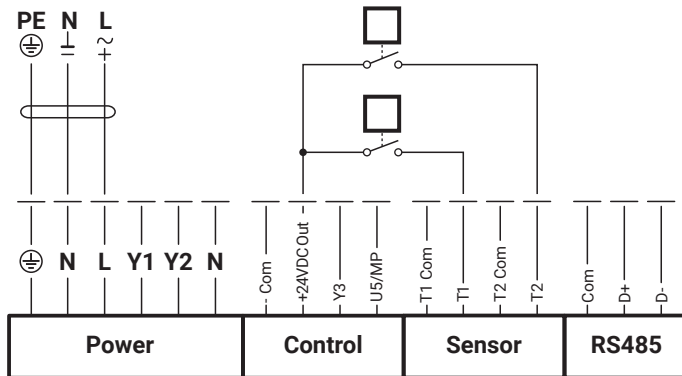 PE N L
N L Y1 Y2 N
- Com
+24VDC Out -
Y3
U5/MP
T1 Com
T1
T2 Com
T2
Com
D+
D-
Power Control Sensor RS485